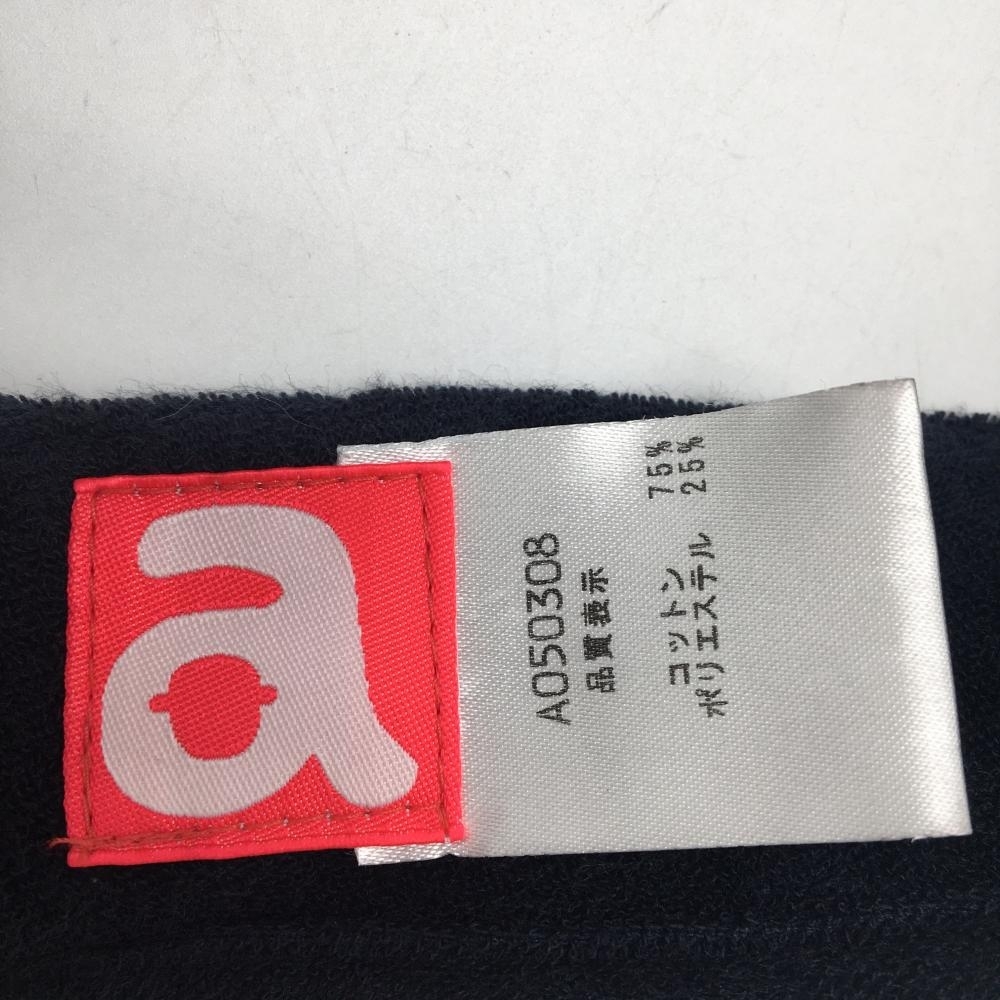 a
A050308
品質表示
コットン 75%
ポリエステル 25%